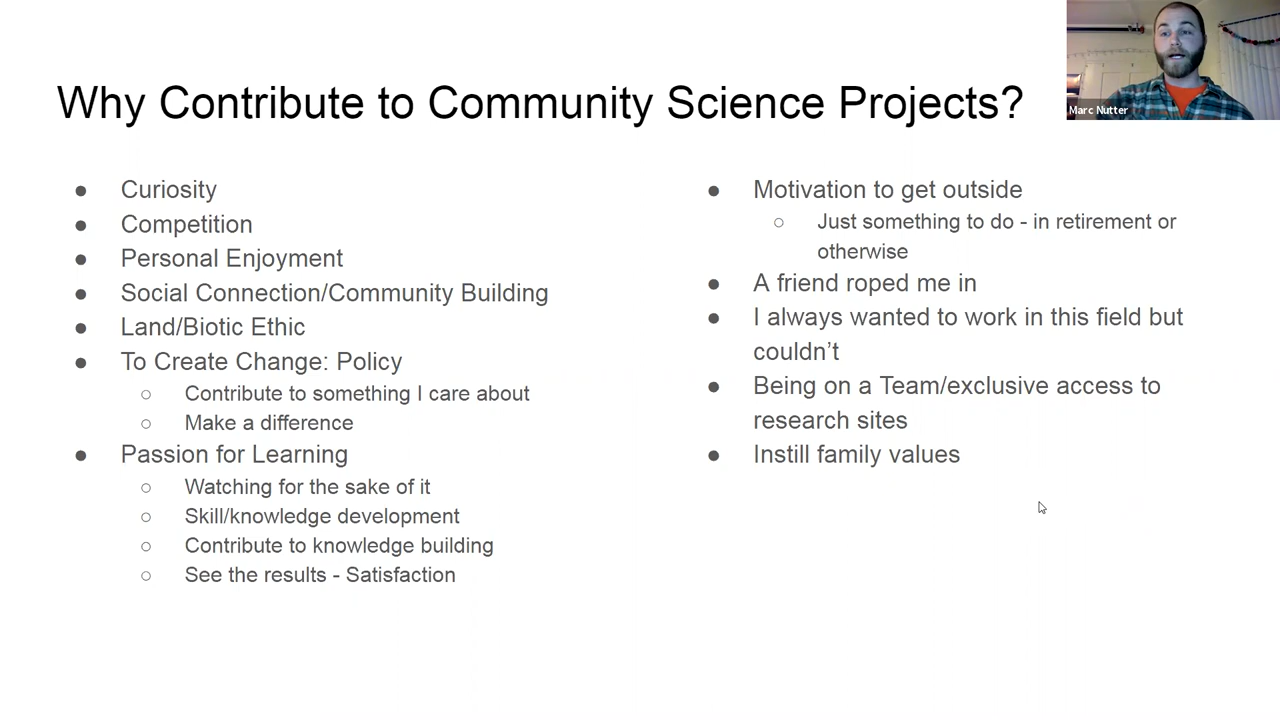 Why Contribute to Community Science Projects?
Marc Nutter
● Curiosity
● Competition
● Personal Enjoyment
● Social Connection/Community Building
● Land/Biotic Ethic
● To Create Change: Policy
○ Contribute to something I care about
○ Make a difference
● Passion for Learning
○ Watching for the sake of it
○ Skill/knowledge development
○ Contribute to knowledge building
○ See the results - Satisfaction
● Motivation to get outside
○ Just something to do - in retirement or
otherwise
● A friend roped me in
● I always wanted to work in this field but
couldn’t
● Being on a Team/exclusive access to
research sites
● Instill family values